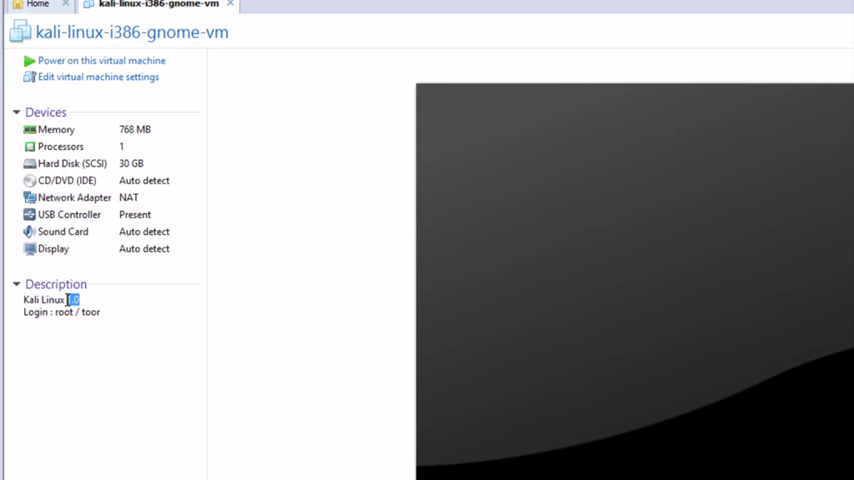 Home
kali-linux-i386-gnome-vm
kali-linux-i386-gnome-vm
Power on this virtual machine
Edit virtual machine settings
Devices
Memory 768 MB
Processors 1
Hard Disk (SCSI) 30 GB
CD/DVD (IDE) Auto detect
Network Adapter NAT
USB Controller Present
Sound Card Auto detect
Display Auto detect
Description
Kali Linux 1.0
Login : root / toor